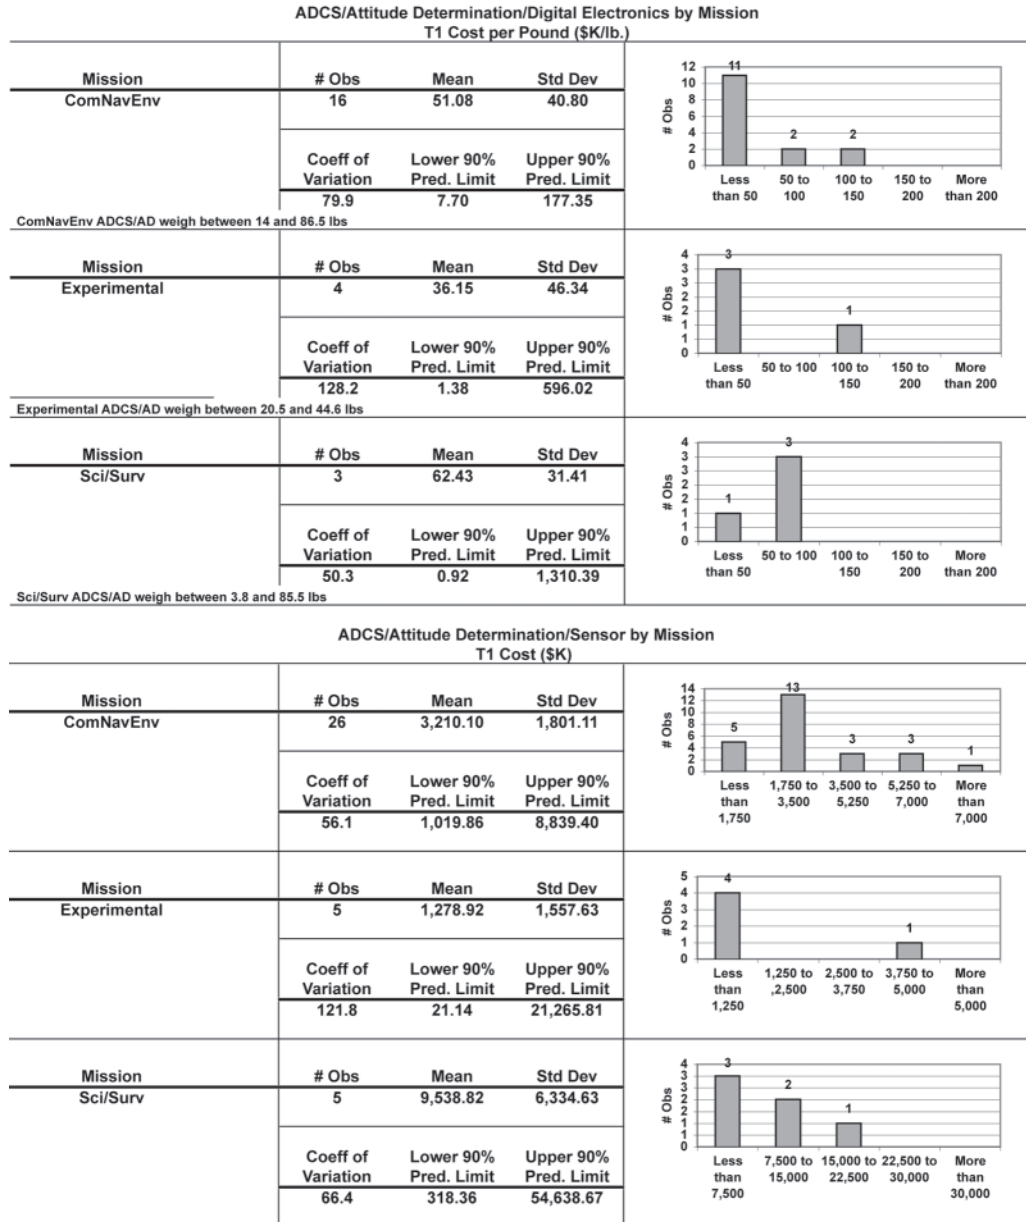 ADCS/Attitude Determination/Digital Electronics by Mission
T1 Cost per Pound ($K/lb.)
Mission # Obs Mean Std Dev
ComNavEnv 16 51.08 40.80
Coeff of Lower 90% Upper 90%
Variation Pred. Limit Pred. Limit
79.9 7.70 177.35
ComNavEnv ADCS/AD weigh between 14 and 86.5 lbs
# Obs
12
10
8
6
4
2
0
11
2
2
Less 50 to 100 to 150 to More
than 50 100 150 200 than 200
Mission # Obs Mean Std Dev
Experimental 4 36.15 46.34
Coeff of Lower 90% Upper 90%
Variation Pred. Limit Pred. Limit
128.2 1.38 596.02
Experimental ADCS/AD weigh between 20.5 and 44.6 lbs
# Obs
4
3
3
2
2
1
1
0
3
1
Less 50 to 100 100 to 150 to More
than 50 150 200 than 200
Mission # Obs Mean Std Dev
Sci/Surv 3 62.43 31.41
Coeff of Lower 90% Upper 90%
Variation Pred. Limit Pred. Limit
50.3 0.92 1,310.39
Sci/Surv ADCS/AD weigh between 3.8 and 85.5 lbs
# Obs
4
3
3
2
2
1
1
0
1
3
Less 50 to 100 100 to 150 to More
than 50 150 200 than 200
ADCS/Attitude Determination/Sensor by Mission
T1 Cost ($K)
Mission # Obs Mean Std Dev
ComNavEnv 26 3,210.10 1,801.11
Coeff of Lower 90% Upper 90%
Variation Pred. Limit Pred. Limit
56.1 1,019.86 8,839.40
# Obs
14
12
10
8
6
4
2
0
5
13
3
3
1
Less 1,750 to 3,500 to 5,250 to More
than 3,500 5,250 7,000 than
1,750 7,000
Mission # Obs Mean Std Dev
Experimental 5 1,278.92 1,557.63
Coeff of Lower 90% Upper 90%
Variation Pred. Limit Pred. Limit
121.8 21.14 21,265.81
# Obs
5
4
3
3
2
1
0
4
1
Less 1,250 to 2,500 to 3,750 to More
than ,2,500 3,750 5,000 than
1,250 5,000
Mission # Obs Mean Std Dev
Sci/Surv 5 9,538.82 6,334.63
Coeff of Lower 90% Upper 90%
Variation Pred. Limit Pred. Limit
66.4 318.36 54,638.67
# Obs
4
3
3
2
2
1
1
0
3
2
1
Less 7,500 to 15,000 to 22,500 to More
than 15,000 22,500 30,000 than
7,500 30,000